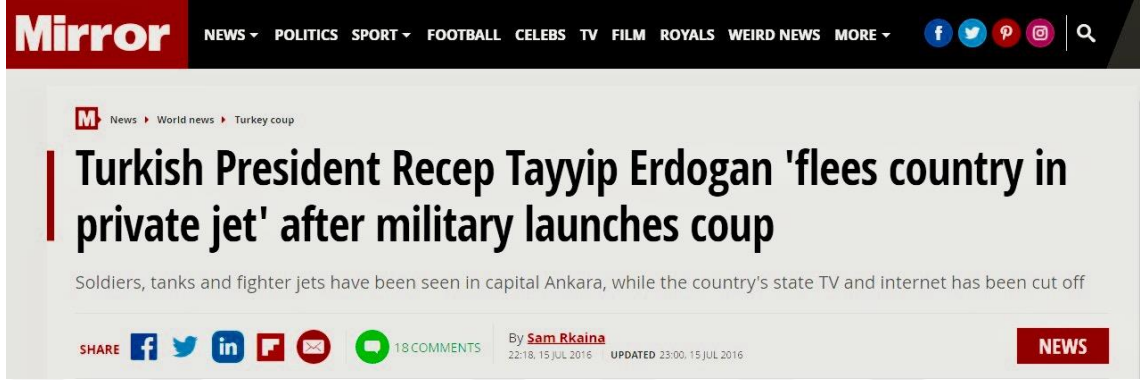 Mirror NEWS POLITICS SPORT FOOTBALL CELEBS TV FILM ROYALS WEIRD NEWS MORE
M News World news Turkey coup
Turkish President Recep Tayyip Erdogan 'flees country in
private jet' after military launches coup
Soldiers, tanks and fighter jets have been seen in capital Ankara, while the country's state TV and internet has been cut off
SHARE 18 COMMENTS By Sam Rkaina NEWS
22:18, 15 JUL 2016 UPDATED 23:00, 15 JUL 2016